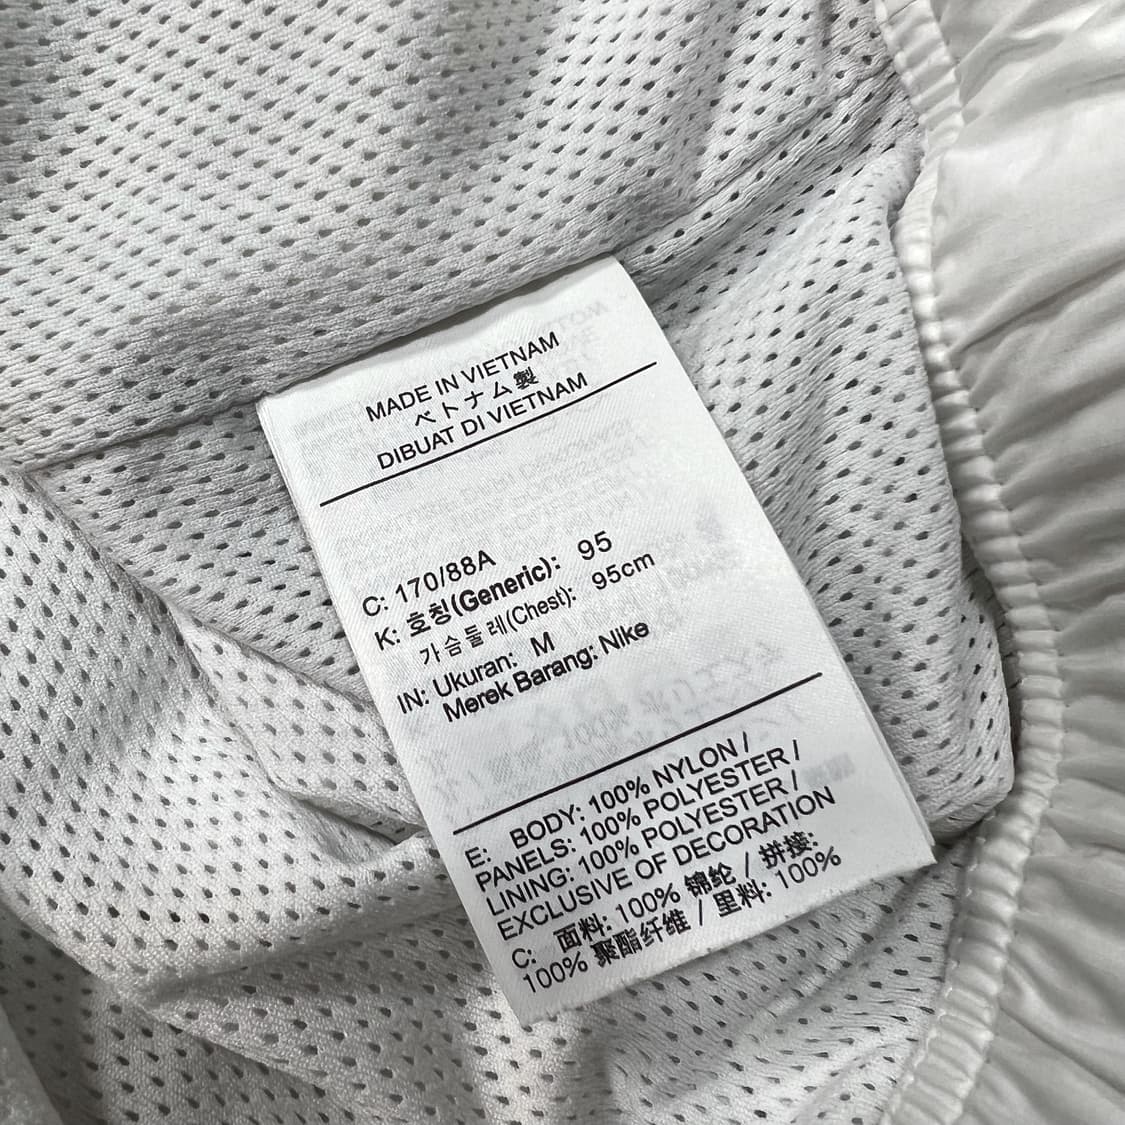 MADE IN VIETNAM
ベトナム製
DIBUAT DI VIETNAM
C: 170/88A
K: 호칭(Generic): 95
가슴둘레(Chest): 95cm
IN: Ukuran: M
Merek Barang: Nike
E: BODY: 100% NYLON /
PANELS: 100% POLYESTER /
LINING: 100% POLYESTER /
EXCLUSIVE OF DECORATION
C: 面料: 100% 锦纶 / 拼接:
100% 聚酯纤维 / 里料: 100%